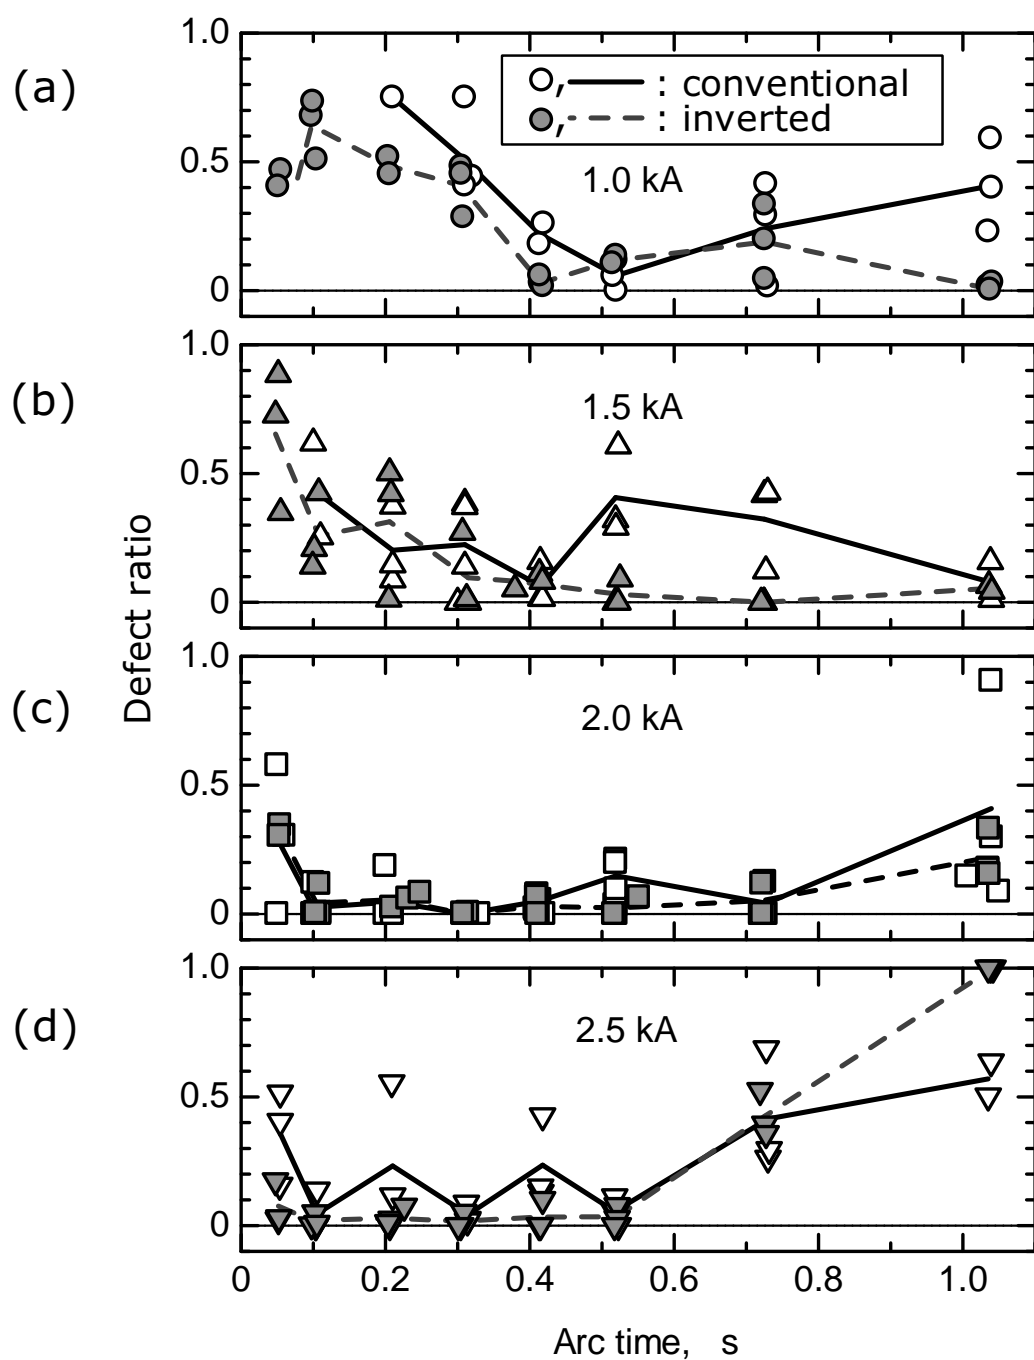 (a)
1.0
0.5
0
: conventional
: inverted
1.0 kA
(b)
1.0
0.5
0
1.5 kA
Defect ratio
(c)
1.0
0.5
0
2.0 kA
(d)
1.0
0.5
0
2.5 kA
0 0.2 0.4 0.6 0.8 1.0
Arc time, s